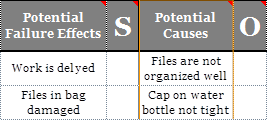 Potential
Failure Effects
S
Potential
Causes
O
Work is delyed
Files are not
organized well
Files in bag
damaged
Cap on water
bottle not tight